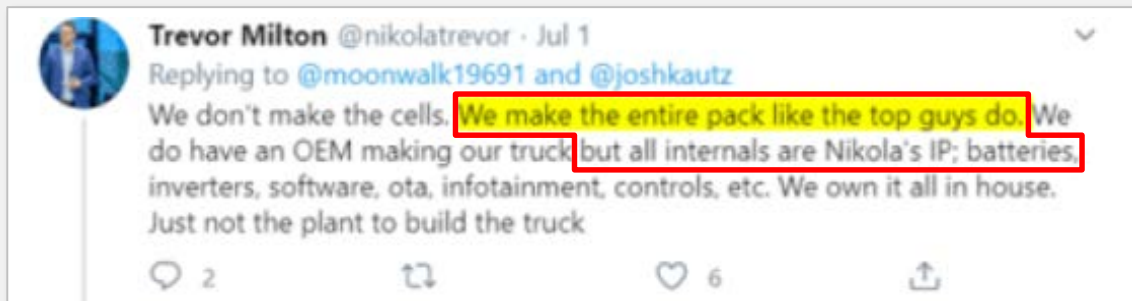 Trevor Milton @nikolatrevor · Jul 1
Replying to @moonwalk19691 and @joshkautz
We don't make the cells. We make the entire pack like the top guys do. We
do have an OEM making our truck but all internals are Nikola's IP; batteries,
inverters, software, ota, infotainment, controls, etc. We own it all in house.
Just not the plant to build the truck
2 6